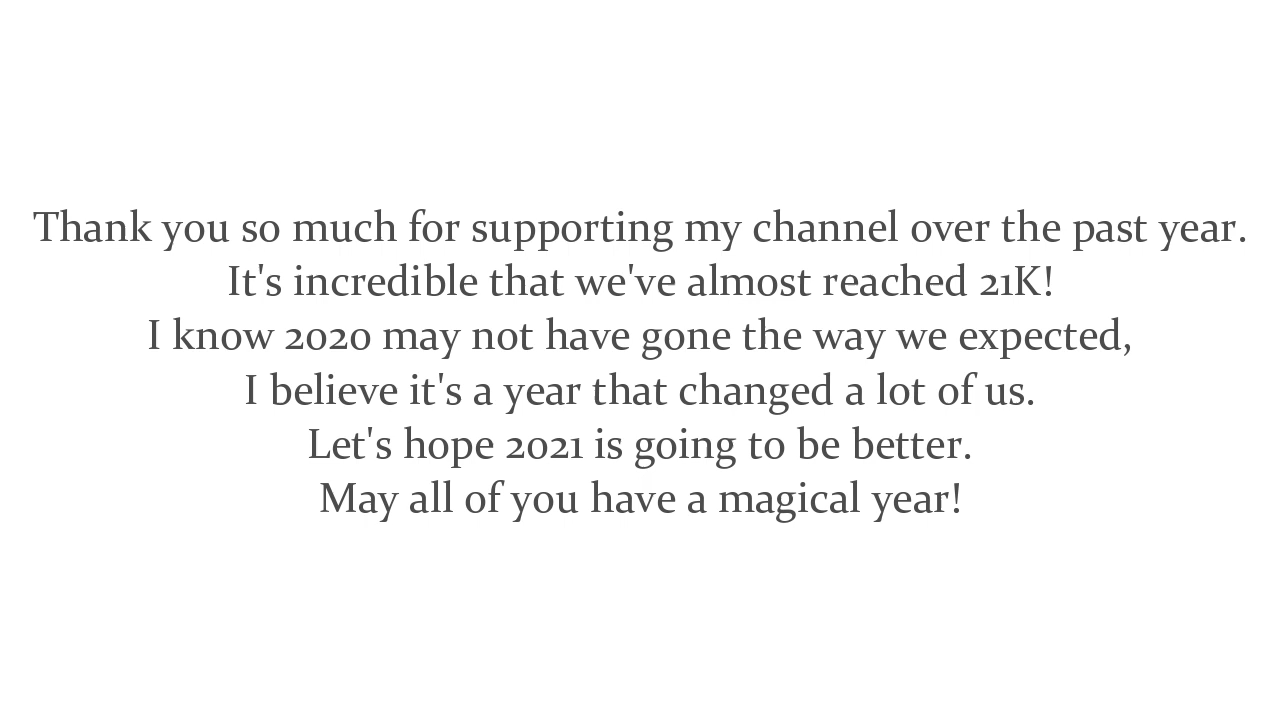 Thank you so much for supporting my channel over the past year.
It's incredible that we've almost reached 21K!
I know 2020 may not have gone the way we expected,
I believe it's a year that changed a lot of us.
Let's hope 2021 is going to be better.
May all of you have a magical year!